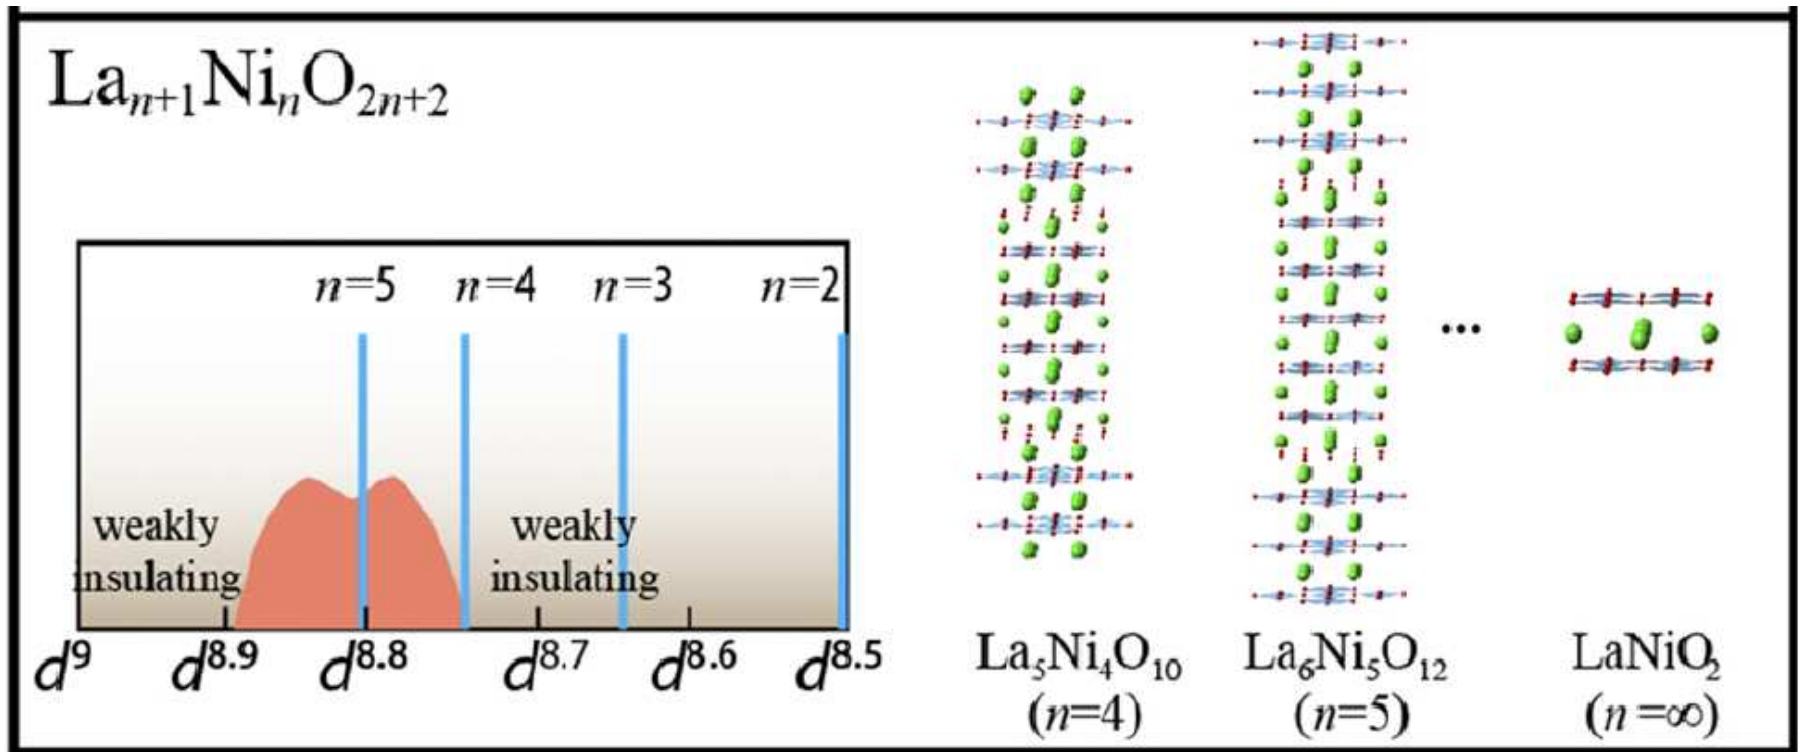 Laₙ₊₁NiₙO₂ₙ₊₂
n=5 n=4 n=3 n=2
weakly insulating
weakly insulating
d⁹ d⁸·⁹ d⁸·⁸ d⁸·⁷ d⁸·⁶ d⁸·⁵
...
La₅Ni₄O₁₀
(n=4)
La₆Ni₅O₁₂
(n=5)
LaNiO₂
(n=∞)